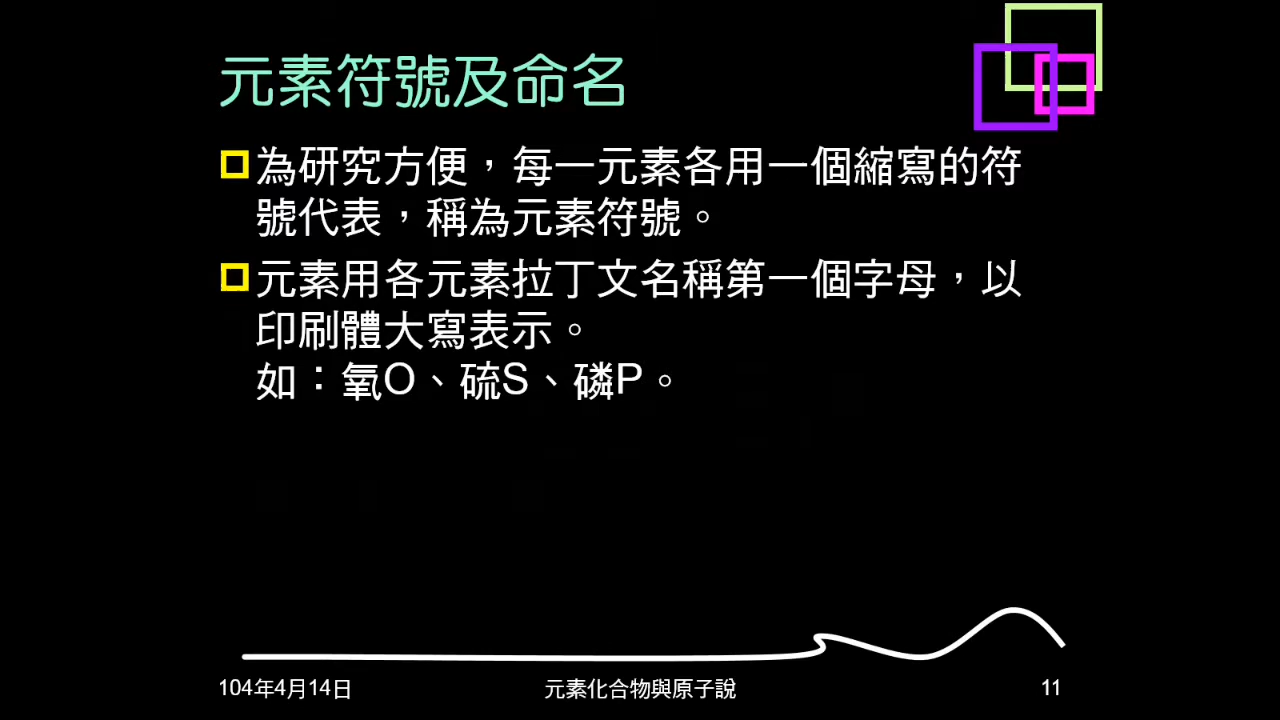 元素符號及命名
為研究方便，每一元素各用一個縮寫的符
號代表，稱為元素符號。
元素用各元素拉丁文名稱第一個字母，以
印刷體大寫表示。
如：氧O、硫S、磷P。
104年4月14日
元素化合物與原子說
11